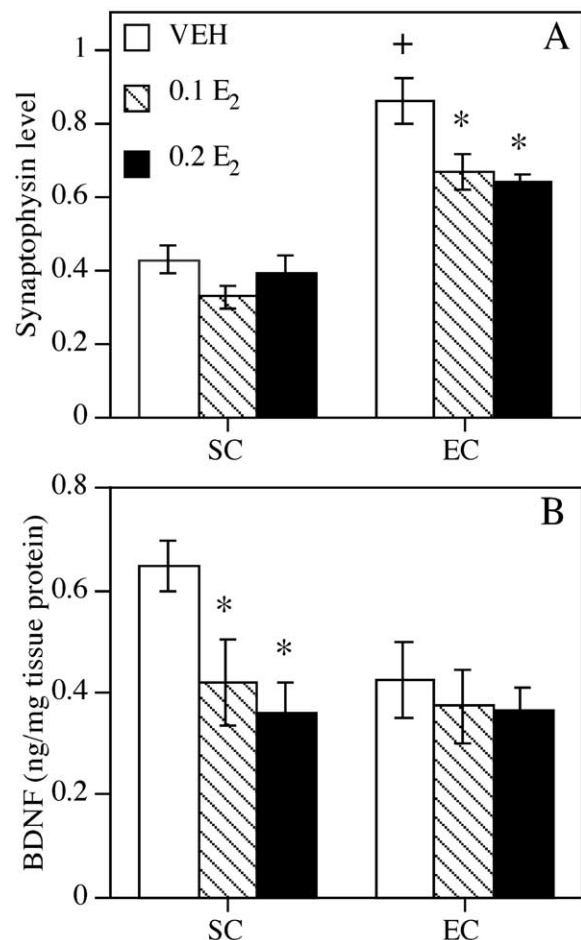 A
VEH
0.1 E₂
0.2 E₂
+
*
*
Synaptophysin level
1
0.8
0.6
0.4
0.2
0
SC EC
B
*
*
BDNF (ng/mg tissue protein)
0.8
0.6
0.4
0.2
0
SC EC